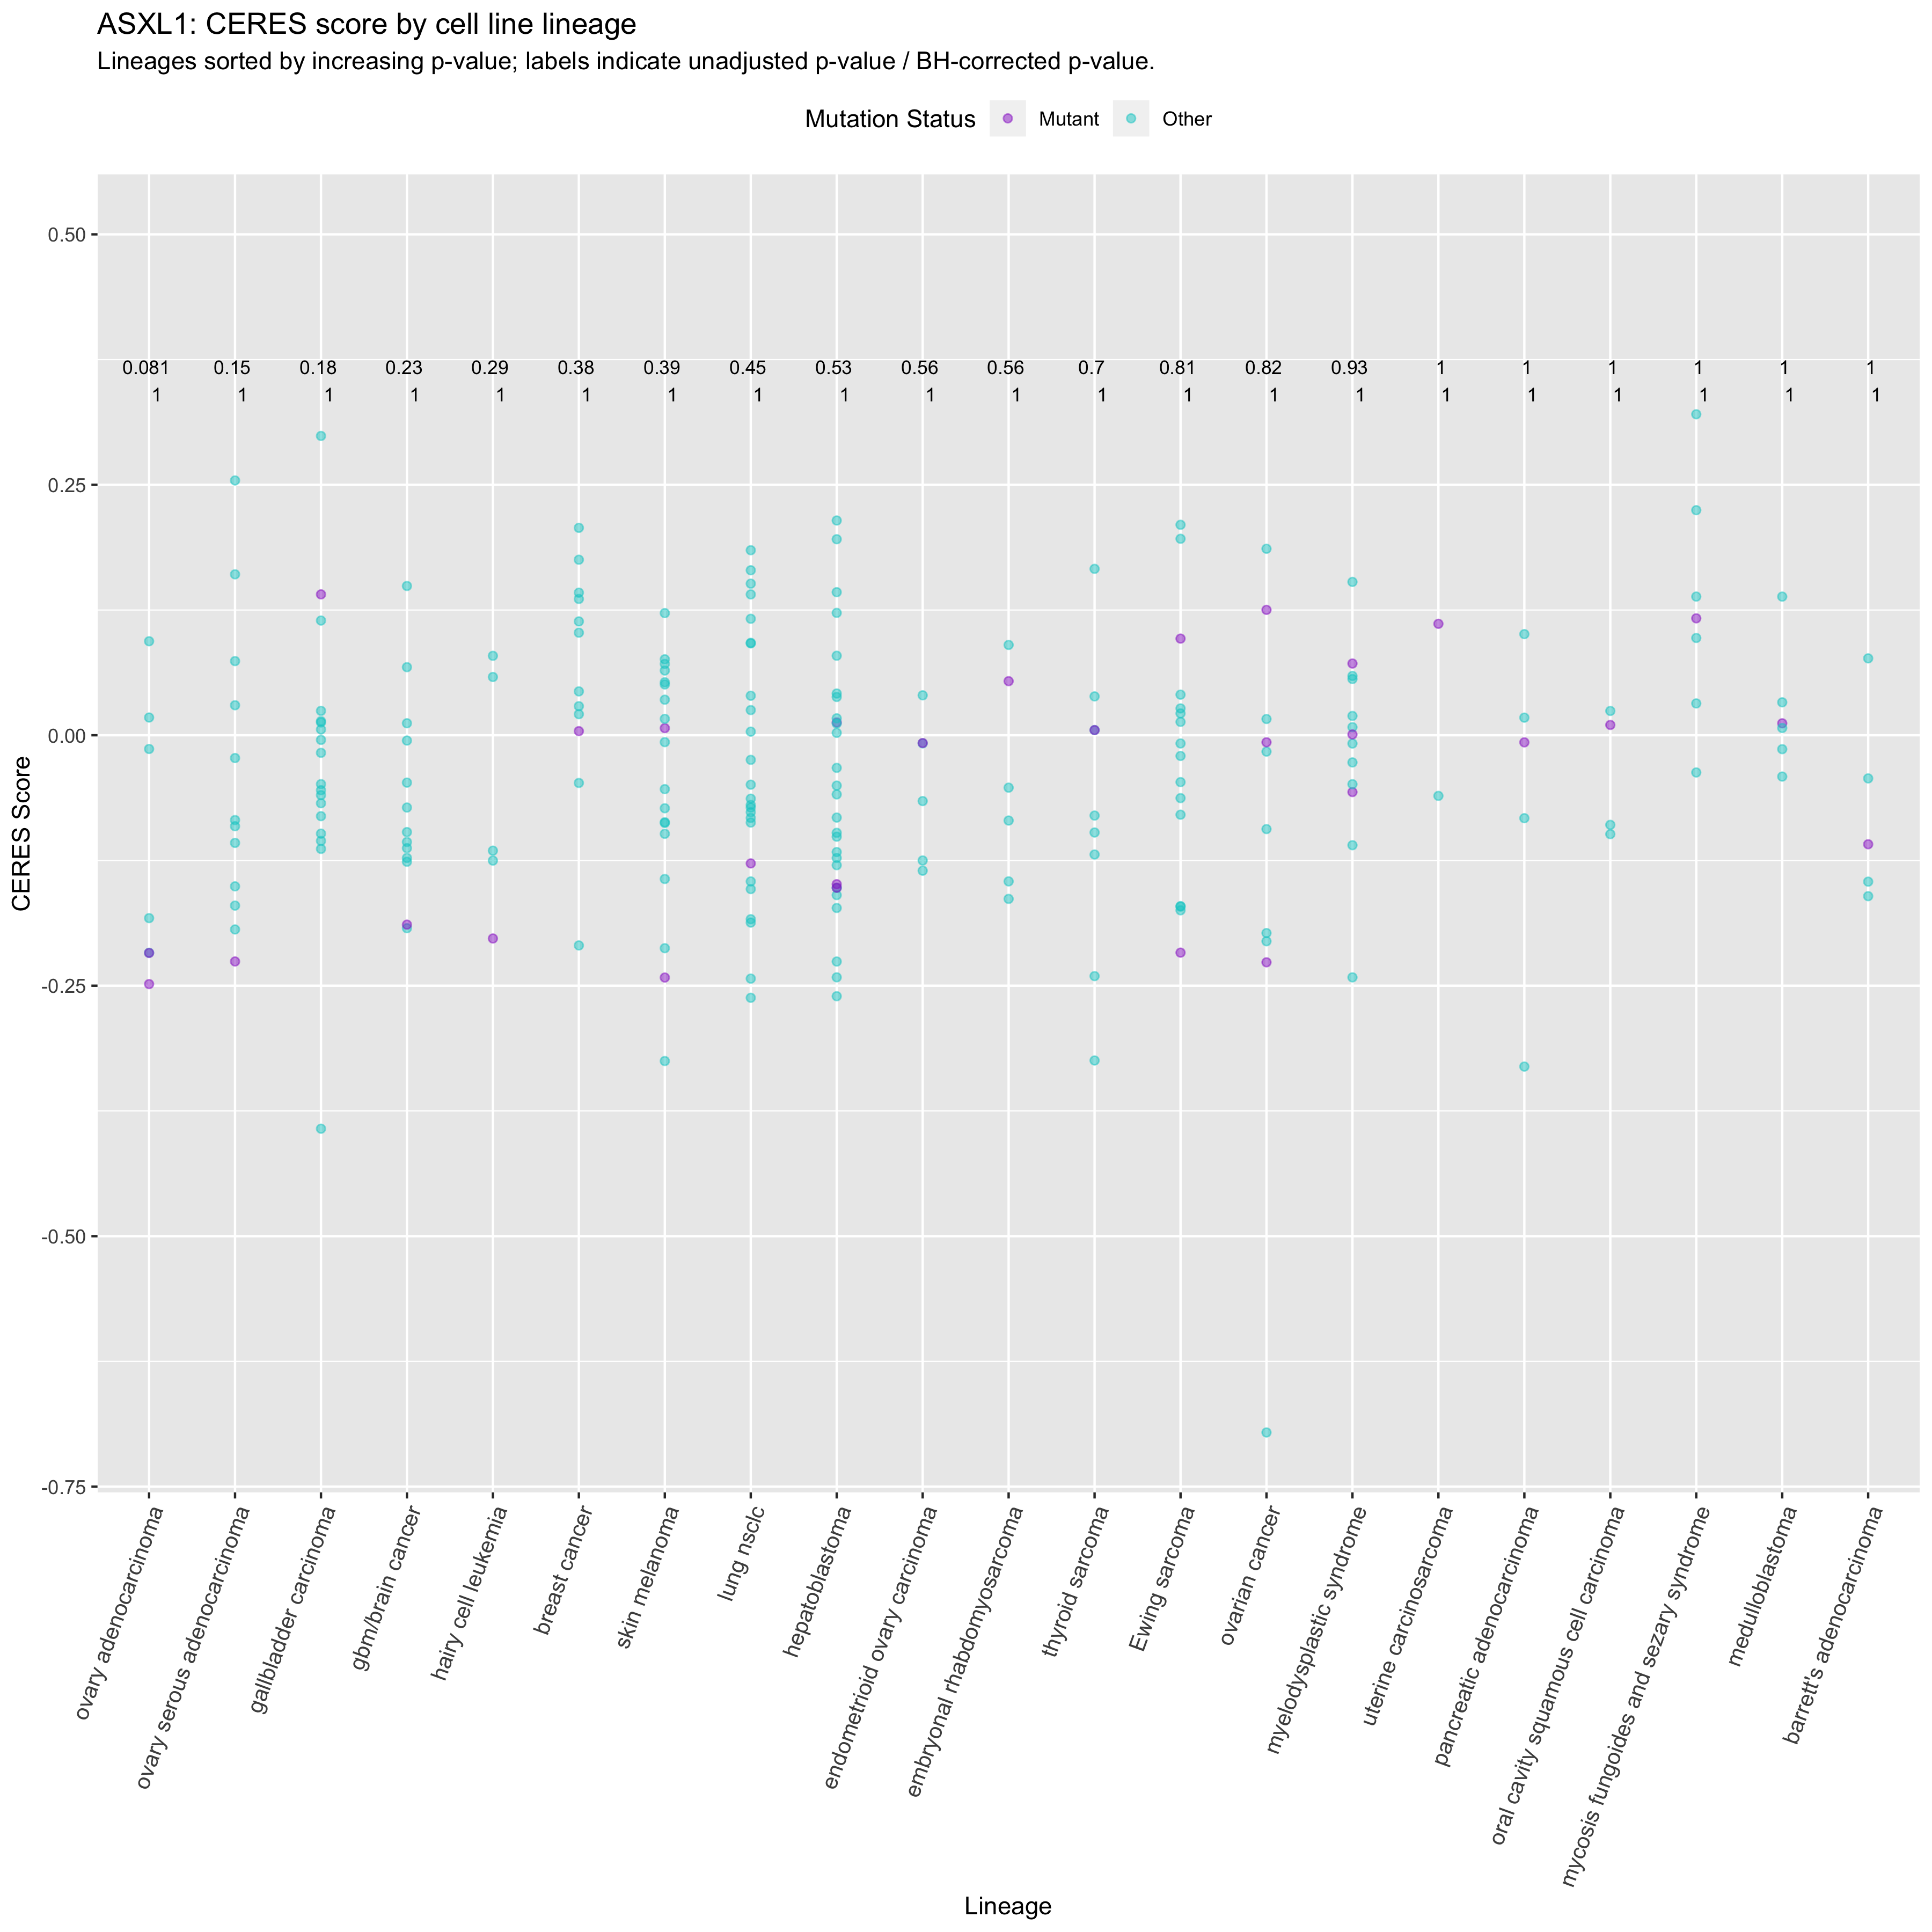 ASXL1: CERES score by cell line lineage
Lineages sorted by increasing p-value; labels indicate unadjusted p-value / BH-corrected p-value.
Mutation Status Mutant Other
0.50
0.081 0.15 0.18 0.23 0.29 0.38 0.39 0.45 0.53 0.56 0.56 0.7 0.81 0.82 0.93 1 1 1 1 1 1
1 1 1 1 1 1 1 1 1 1 1 1 1 1 1 1 1 1 1 1 1
0.25
0.00
-0.25
-0.50
-0.75
CERES Score
ovary adenocarcinoma
ovary serous adenocarcinoma
gallbladder carcinoma
gbm/brain cancer
hairy cell leukemia
breast cancer
skin melanoma
lung nsclc
hepatoblastoma
endometrioid ovary carcinoma
embryonal rhabdomyosarcoma
thyroid sarcoma
Ewing sarcoma
ovarian cancer
myelodysplastic syndrome
uterine carcinosarcoma
pancreatic adenocarcinoma
oral cavity squamous cell carcinoma
mycosis fungoides and sezary syndrome
medulloblastoma
barrett's adenocarcinoma
Lineage